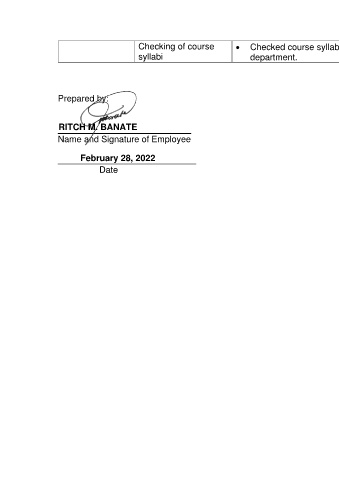 Checking of course
syllabi
• Checked course syllab
department.
Prepared by:
RITCH M. BANATE
Name and Signature of Employee
February 28, 2022
Date